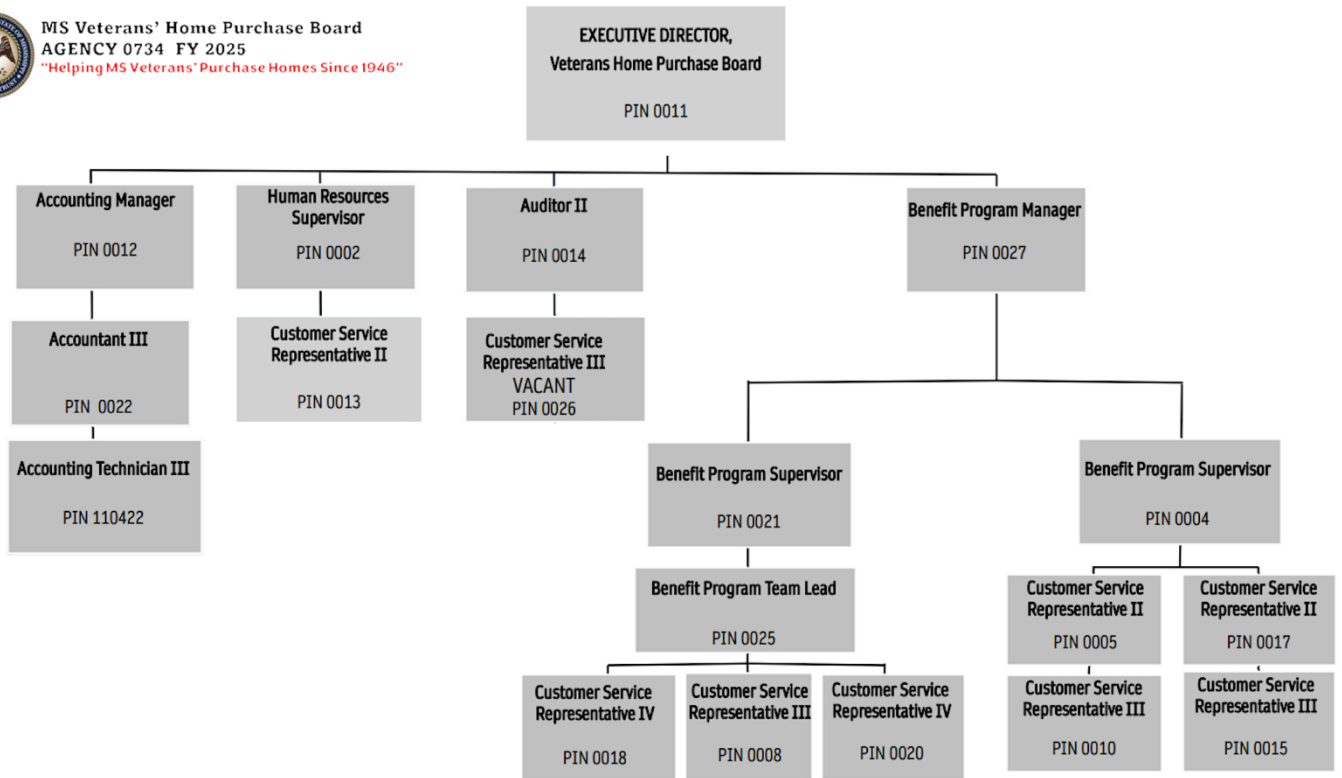 MS Veterans' Home Purchase Board
AGENCY 0734 FY 2025
"Helping MS Veterans' Purchase Homes Since 1946"
EXECUTIVE DIRECTOR,
Veterans Home Purchase Board
PIN 0011
Accounting Manager
PIN 0012
Human Resources
Supervisor
PIN 0002
Auditor II
PIN 0014
Benefit Program Manager
PIN 0027
Accountant III
PIN 0022
Customer Service
Representative II
PIN 0013
Customer Service
Representative III
VACANT
PIN 0026
Accounting Technician III
PIN 110422
Benefit Program Supervisor
PIN 0021
Benefit Program Supervisor
PIN 0004
Benefit Program Team Lead
PIN 0025
Customer Service
Representative II
PIN 0005
Customer Service
Representative II
PIN 0017
Customer Service
Representative IV
PIN 0018
Customer Service
Representative III
PIN 0008
Customer Service
Representative IV
PIN 0020
Customer Service
Representative III
PIN 0010
Customer Service
Representative III
PIN 0015